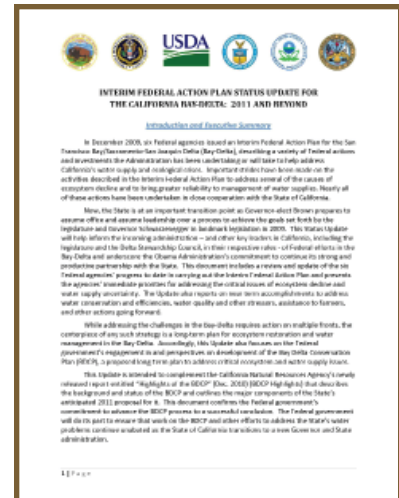 USDA
INTERIM FEDERAL ACTION PLAN STATUS UPDATE FOR
THE CALIFORNIA BAY-DELTA: 2011 AND BEYOND
Introduction and Executive Summary
In December 2009, six Federal agencies issued an Interim Federal Action Plan for the San
Francisco Bay/Sacramento-San Joaquin Delta (Bay-Delta), describing a variety of Federal actions
and investments the Administration has been undertaking or will take to help address
California's water supply and ecological crises. Important strides have been made on the
activities described in the Interim Federal Action Plan to address several of the causes of
ecosystem decline and to bring greater reliability to management of water supplies. Nearly all
of these actions have been undertaken in close cooperation with the State of California.
Now, the State is at an important transition point as Governor-elect Brown prepares to
assume office and assume leadership over a process to achieve the goals set forth by the
legislature and Governor Schwarzenegger in landmark legislation in 2009. This Status Update
will help inform the incoming administration – and other key leaders in California, including the
legislature and the Delta Stewardship Council, in their respective roles - of Federal efforts in the
Bay-Delta and underscore the Obama Administration's commitment to continue its strong and
productive partnership with the State. This document includes a review and update of the six
Federal agencies' progress to date in carrying out the Interim Federal Action Plan and presents
the agencies' immediate priorities for addressing the critical issues of ecosystem decline and
water supply uncertainty. The Update also reports on near term accomplishments to address
water conservation and efficiencies, water quality and other stressors, assistance to farmers,
and other actions going forward.
While addressing the challenges in the Bay-Delta requires action on multiple fronts, the
centerpiece of any such strategy is a long-term plan for ecosystem restoration and water
management in the Bay Delta. Accordingly, this Update also focuses on the Federal
government's engagement in and perspectives on development of the Bay Delta Conservation
Plan (BDCP), a proposed long term plan to address critical ecosystem and water supply issues.
This Update is intended to complement the California Natural Resources Agency's newly
released report entitled "Highlights of the BDCP" (Dec. 2010) (BDCP Highlights) that describes
the background and status of the BDCP and outlines the major components of the State's
anticipated 2011 proposal for it. This document confirms the Federal government's
commitment to advance the BDCP process to a successful conclusion. The Federal government
will do its part to ensure that work on the BDCP and other efforts to address the State's water
problems continue unabated as the State of California transitions to a new Governor and State
administration.
1 | Page